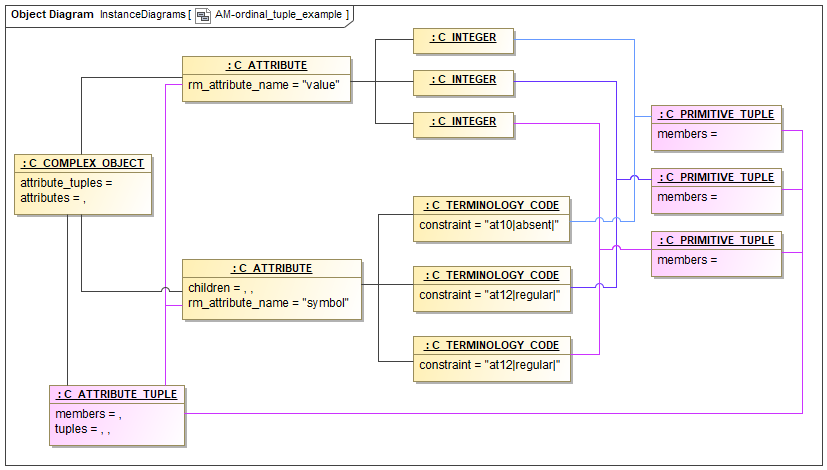 Object Diagram InstanceDiagrams [ AM-ordinal_tuple_example ]
: C_ATTRIBUTE
rm_attribute_name = "value"
: C_INTEGER
: C_INTEGER
: C_INTEGER
: C_PRIMITIVE_TUPLE
members =
: C_PRIMITIVE_TUPLE
members =
: C_PRIMITIVE_TUPLE
members =
: C_COMPLEX_OBJECT
attribute_tuples =
attributes = ,
: C_TERMINOLOGY_CODE
constraint = "at10|absent|"
: C_TERMINOLOGY_CODE
constraint = "at12|regular|"
: C_TERMINOLOGY_CODE
constraint = "at12|regular|"
: C_ATTRIBUTE
children = , ,
rm_attribute_name = "symbol"
: C_ATTRIBUTE_TUPLE
members = ,
tuples = , ,